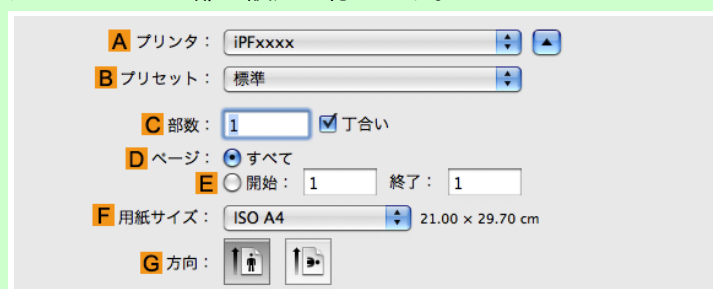 A プリンタ： iPFxxxx
B プリセット： 標準
C 部数： 1 丁合い
D ページ： すべて
E 開始： 1 終了： 1
F 用紙サイズ： ISO A4 21.00 × 29.70 cm
G 方向：